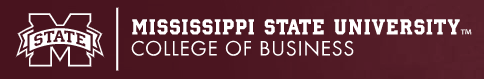 STATE
MISSISSIPPI STATE UNIVERSITY™
COLLEGE OF BUSINESS